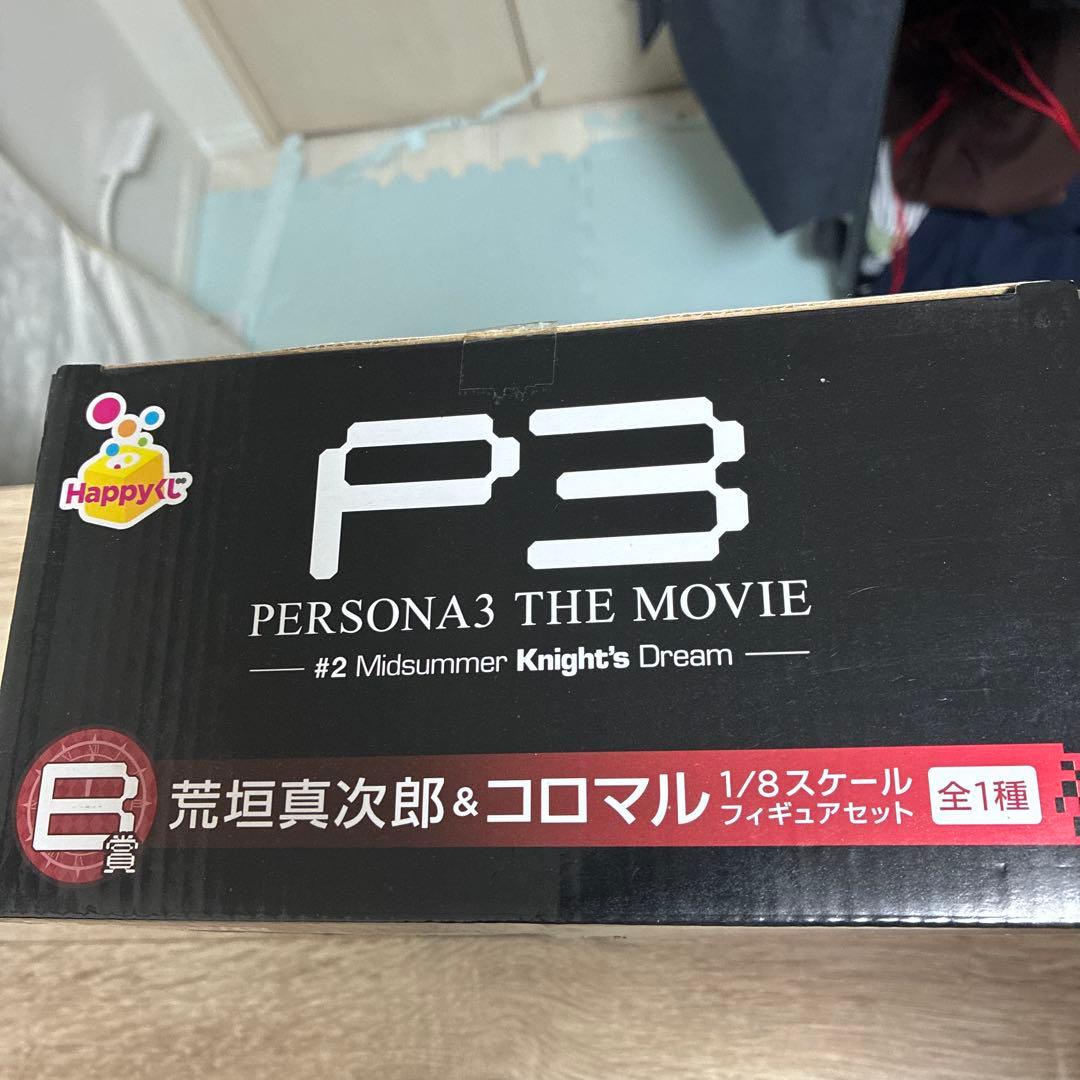 Happyくじ
P3
PERSONA3 THE MOVIE
#2 Midsummer Knight's Dream
B賞
荒垣真次郎&コロマル 1/8スケール
フィギュアセット
全1種